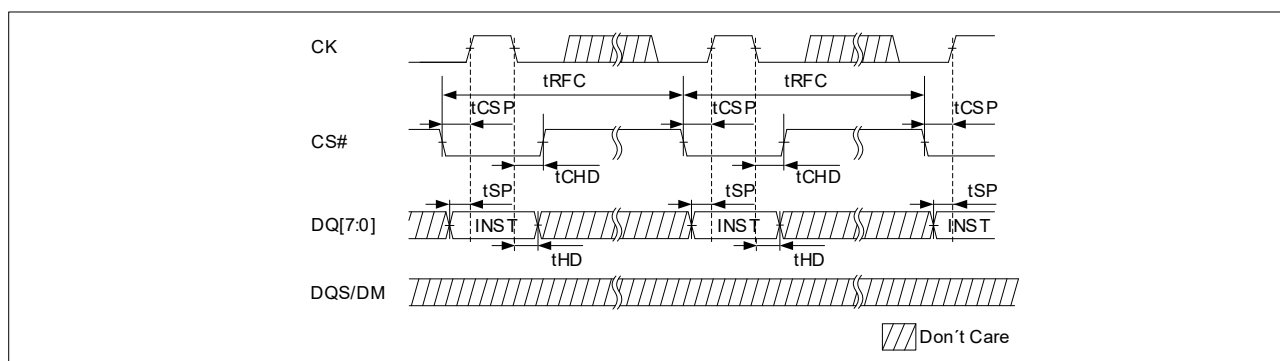 CK
tRFC tRFC
tCSP tCSP tCSP
CS#
tCHD tCHD
tSP tSP tSP
DQ[7:0] INST INST INST
tHD tHD
DQS/DM
Don´t Care